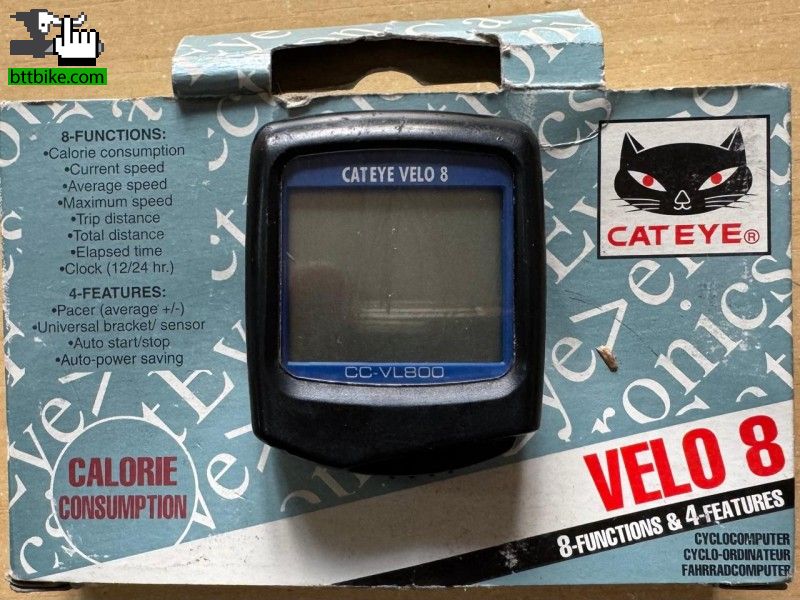 bttbike.com
8-FUNCTIONS:
•Calorie consumption
•Current speed
•Average speed
•Maximum speed
•Trip distance
•Total distance
•Elapsed time
•Clock (12/24 hr.)
4-FEATURES:
•Pacer (average +/-)
•Universal bracket/ sensor
•Auto start/stop
•Auto-power saving
CALORIE
CONSUMPTION
CATEYE VELO 8
CC-VL800
CATEYE®
VELO 8
8-FUNCTIONS & 4-FEATURES
CYCLOCOMPUTER
CYCLO-ORDINATEUR
FAHRRADCOMPUTER